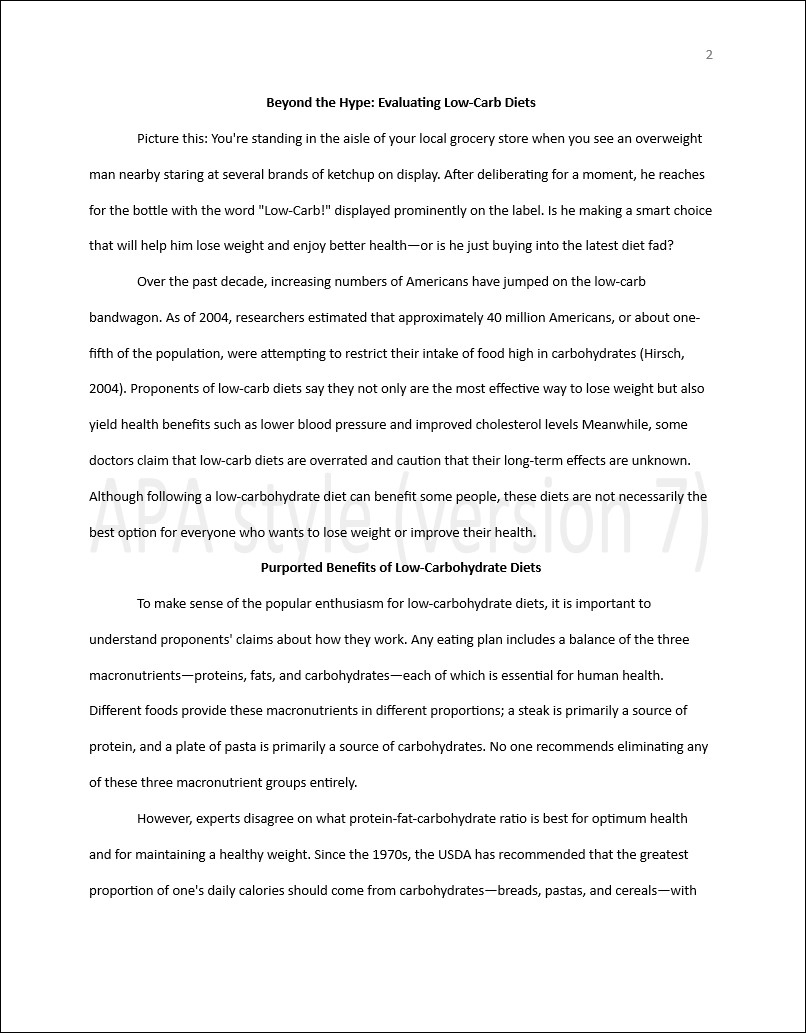 2
Beyond the Hype: Evaluating Low-Carb Diets
Picture this: You're standing in the aisle of your local grocery store when you see an overweight
man nearby staring at several brands of ketchup on display. After deliberating for a moment, he reaches
for the bottle with the word "Low-Carb!" displayed prominently on the label. Is he making a smart choice
that will help him lose weight and enjoy better health—or is he just buying into the latest diet fad?
Over the past decade, increasing numbers of Americans have jumped on the low-carb
bandwagon. As of 2004, researchers estimated that approximately 40 million Americans, or about one-
fifth of the population, were attempting to restrict their intake of food high in carbohydrates (Hirsch,
2004). Proponents of low-carb diets say they not only are the most effective way to lose weight but also
yield health benefits such as lower blood pressure and improved cholesterol levels Meanwhile, some
doctors claim that low-carb diets are overrated and caution that their long-term effects are unknown.
Although following a low-carbohydrate diet can benefit some people, these diets are not necessarily the
APA style (version 7)
best option for everyone who wants to lose weight or improve their health.
Purported Benefits of Low-Carbohydrate Diets
To make sense of the popular enthusiasm for low-carbohydrate diets, it is important to
understand proponents' claims about how they work. Any eating plan includes a balance of the three
macronutrients—proteins, fats, and carbohydrates—each of which is essential for human health.
Different foods provide these macronutrients in different proportions; a steak is primarily a source of
protein, and a plate of pasta is primarily a source of carbohydrates. No one recommends eliminating any
of these three macronutrient groups entirely.
However, experts disagree on what protein-fat-carbohydrate ratio is best for optimum health
and for maintaining a healthy weight. Since the 1970s, the USDA has recommended that the greatest
proportion of one's daily calories should come from carbohydrates—breads, pastas, and cereals—with